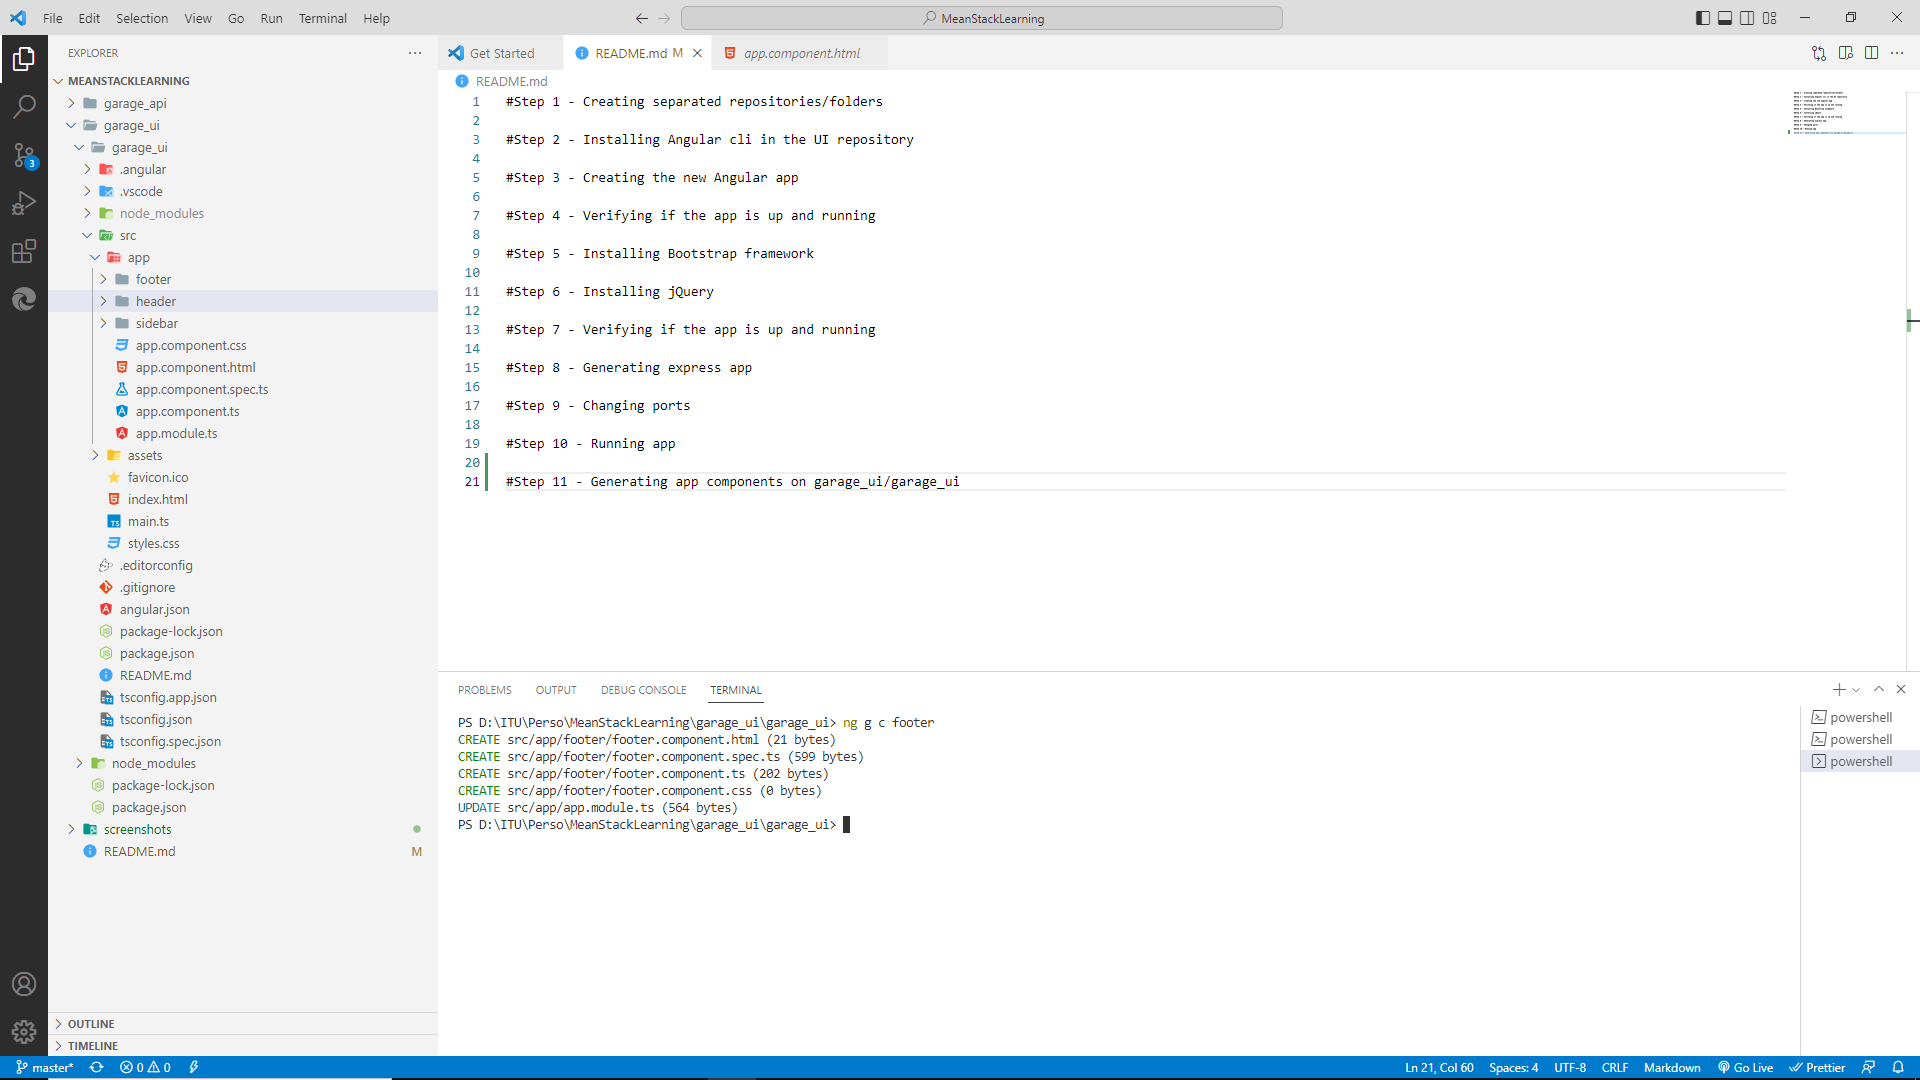 File Edit Selection View Go Run Terminal Help
MeanStackLearning
EXPLORER
MEANSTACKLEARNING
garage_api
garage_ui
garage_ui
.angular
.vscode
node_modules
src
app
footer
header
sidebar
app.component.css
app.component.html
app.component.spec.ts
app.component.ts
app.module.ts
assets
favicon.ico
index.html
main.ts
styles.css
.editorconfig
.gitignore
angular.json
package-lock.json
package.json
README.md
tsconfig.app.json
tsconfig.json
tsconfig.spec.json
node_modules
package-lock.json
package.json
screenshots
README.md M
OUTLINE
TIMELINE
3
Get Started README.md M app.component.html
README.md
1 #Step 1 - Creating separated repositories/folders
2
3 #Step 2 - Installing Angular cli in the UI repository
4
5 #Step 3 - Creating the new Angular app
6
7 #Step 4 - Verifying if the app is up and running
8
9 #Step 5 - Installing Bootstrap framework
10
11 #Step 6 - Installing jQuery
12
13 #Step 7 - Verifying if the app is up and running
14
15 #Step 8 - Generating express app
16
17 #Step 9 - Changing ports
18
19 #Step 10 - Running app
20
21 #Step 11 - Generating app components on garage_ui/garage_ui
PROBLEMS OUTPUT DEBUG CONSOLE TERMINAL
PS D:\ITU\Perso\MeanStackLearning\garage_ui\garage_ui> ng g c footer
CREATE src/app/footer/footer.component.html (21 bytes)
CREATE src/app/footer/footer.component.spec.ts (599 bytes)
CREATE src/app/footer/footer.component.ts (202 bytes)
CREATE src/app/footer/footer.component.css (0 bytes)
UPDATE src/app/app.module.ts (564 bytes)
PS D:\ITU\Perso\MeanStackLearning\garage_ui\garage_ui>
powershell
powershell
powershell
master* 0 0 Ln 21, Col 60 Spaces: 4 UTF-8 CRLF Markdown Go Live Prettier